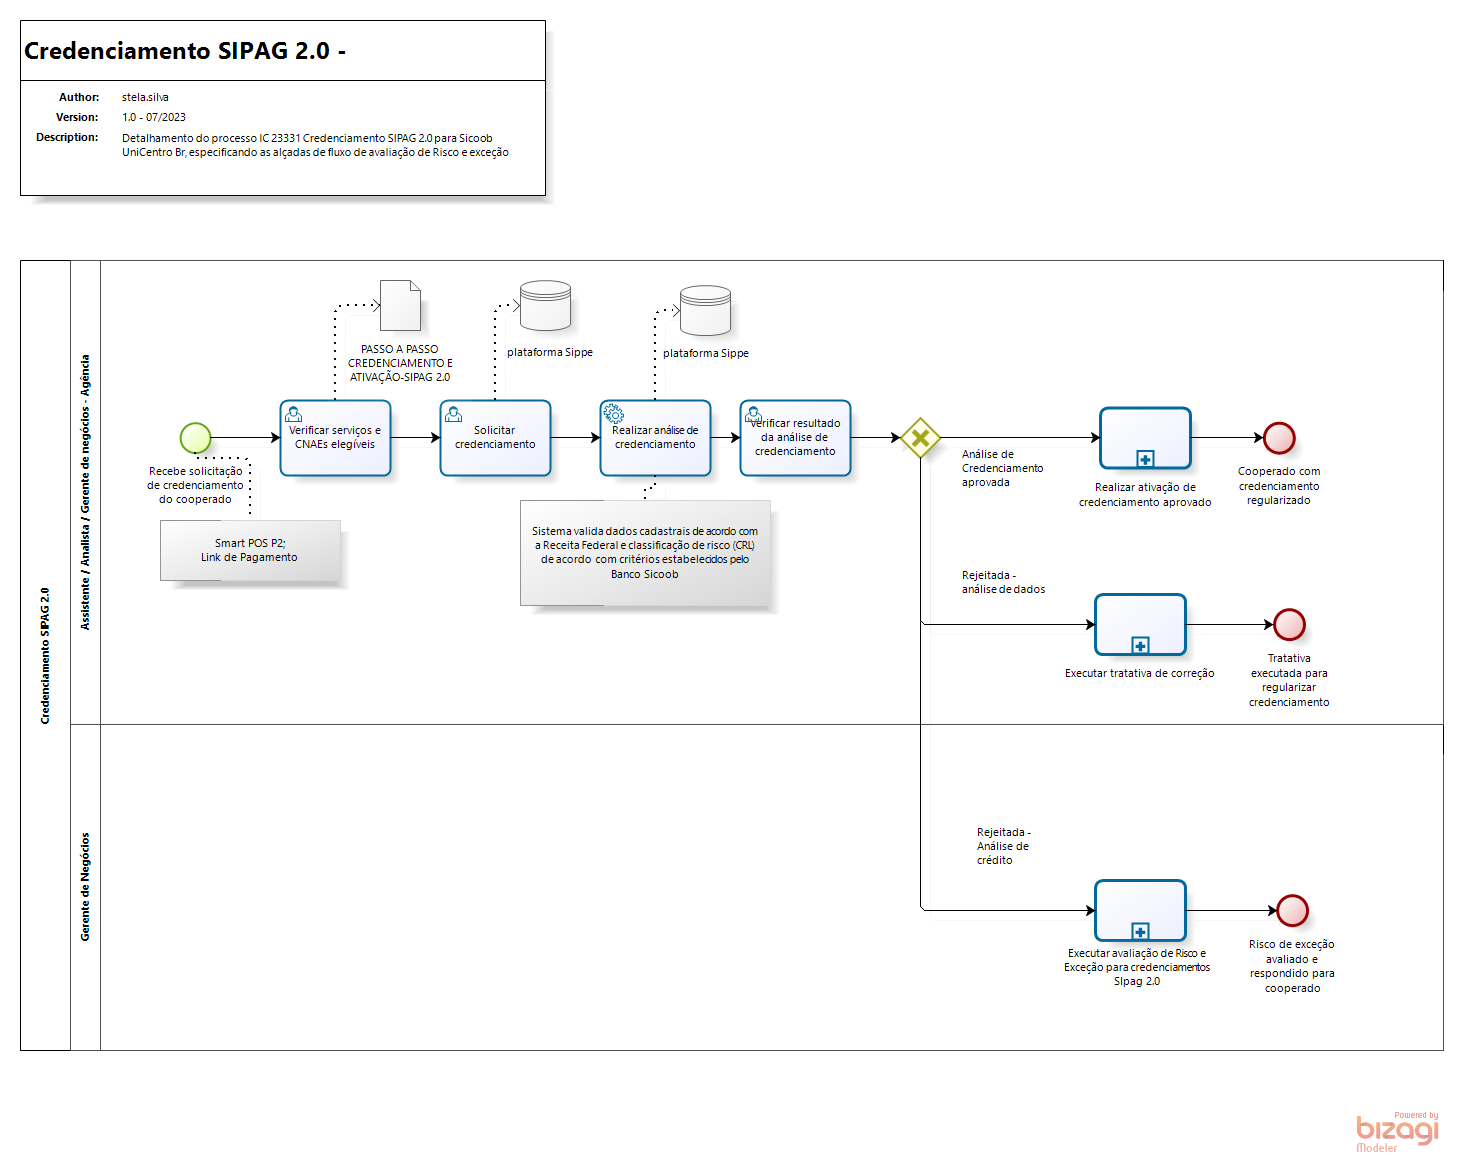 Credenciamento SIPAG 2.0 -
Author: stela.silva
Version: 1.0 - 07/2023
Description: Detalhamento do processo IC 23331 Credenciamento SIPAG 2.0 para Sicoob
UniCentro Br, especificando as alçadas de fluxo de avaliação de Risco e exceção
Credenciamento SIPAG 2.0
Assistente / Analista / Gerente de negócios - Agência
PASSO A PASSO
CREDENCIAMENTO E
ATIVAÇÃO-SIPAG 2.0
plataforma Sippe
plataforma Sippe
Recebe solicitação
de credenciamento
do cooperado
Smart POS P2;
Link de Pagamento
Verificar serviços e
CNAEs elegíveis
Solicitar
credenciamento
Realizar análise de
credenciamento
Sistema valida dados cadastrais de acordo com
a Receita Federal e classificação de risco (CRL)
de acordo com critérios estabelecidos pelo
Banco Sicoob
Verificar resultado
da análise de
credenciamento
Análise de
Credenciamento
aprovada
Realizar ativação de
credenciamento aprovado
Cooperado com
credenciamento
regularizado
Rejeitada -
análise de dados
Executar tratativa de correção
Tratativa
executada para
regularizar
credenciamento
Gerente de Negócios
Rejeitada -
Análise de
crédito
Executar avaliação de Risco e
Exceção para credenciamentos
SIpag 2.0
Risco de exceção
avaliado e
respondido para
cooperado
Powered by
bizagi
Modeler